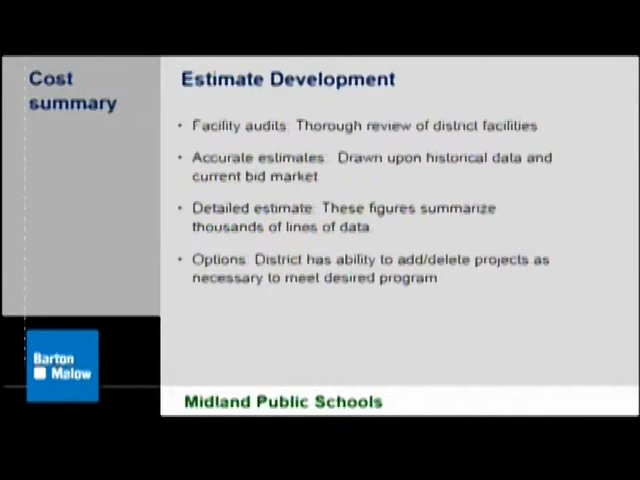 Cost
summary
Estimate Development
• Facility audits: Thorough review of district facilities
• Accurate estimates: Drawn upon historical data and
current bid market
• Detailed estimate: These figures summarize
thousands of lines of data
• Options: District has ability to add/delete projects as
necessary to meet desired program
Barton
Malow
Midland Public Schools